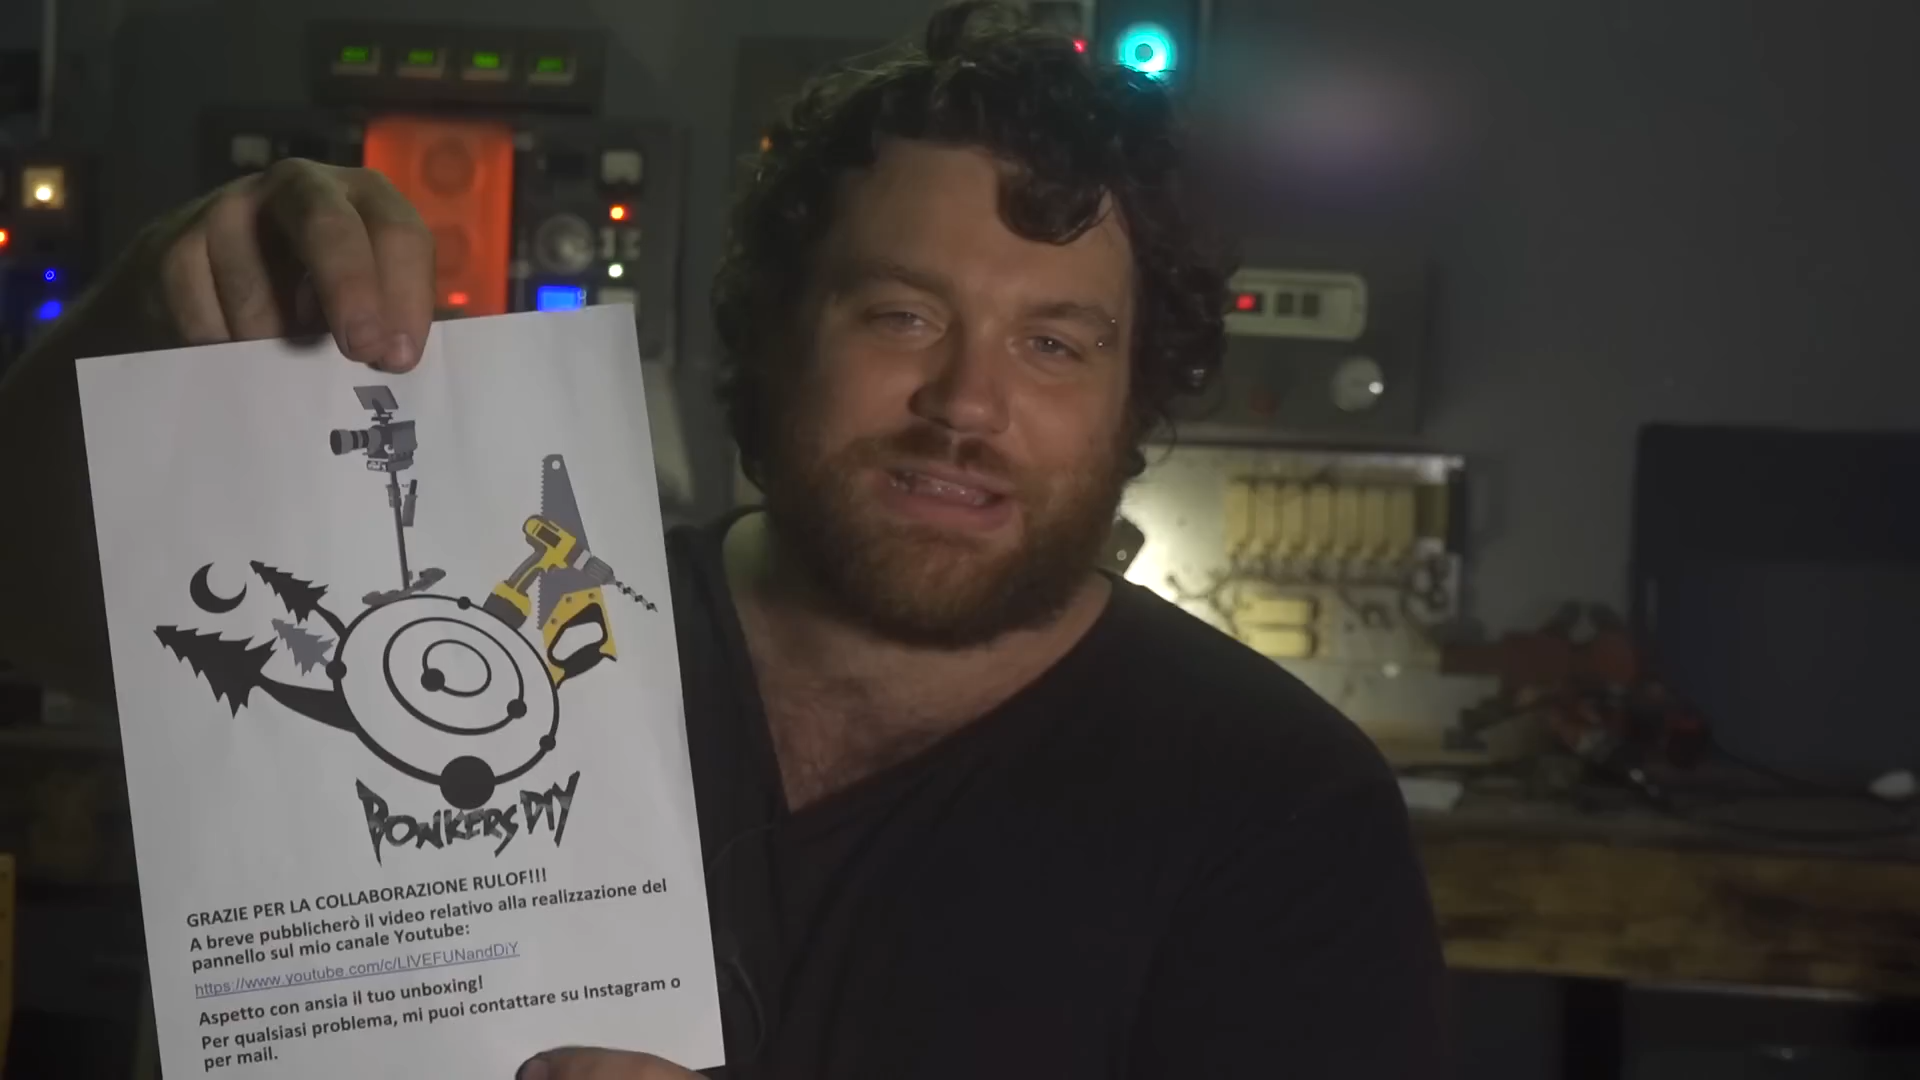 BONKERS DIY
GRAZIE PER LA COLLABORAZIONE RULOF!!!
A breve pubblicherò il video relativo alla realizzazione del
pannello sul mio canale Youtube:
https://www.youtube.com/c/LIVEFUNandDiY
Aspetto con ansia il tuo unboxing!
Per qualsiasi problema, mi puoi contattare su Instagram o
per mail.